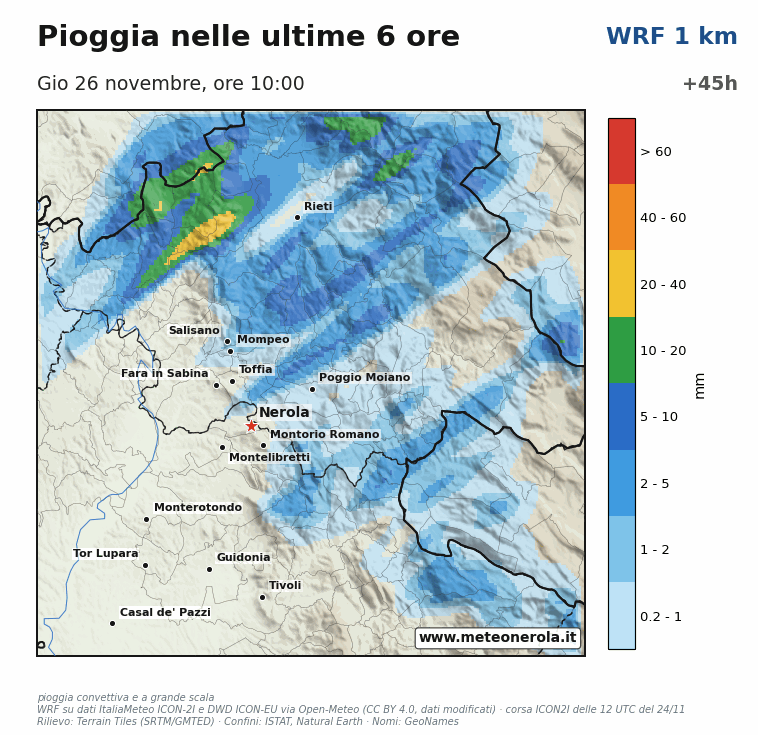 Pioggia nelle ultime 6 ore
WRF 1 km
Gio 26 novembre, ore 10:00
+45h
Rieti
Salisano
Mompeo
Toffia
Fara in Sabina
Poggio Moiano
Nerola
Montorio Romano
Montelibretti
Monterotondo
Tor Lupara
Guidonia
Tivoli
Casal de' Pazzi
www.meteonerola.it
> 60
40 - 60
20 - 40
10 - 20
5 - 10
2 - 5
1 - 2
0.2 - 1
mm
pioggia convettiva e a grande scala
WRF su dati ItaliaMeteo ICON-2I e DWD ICON-EU via Open-Meteo (CC BY 4.0, dati modificati) · corsa ICON2I delle 12 UTC del 24/11
Rilievo: Terrain Tiles (SRTM/GMTED) · Confini: ISTAT, Natural Earth · Nomi: GeoNames